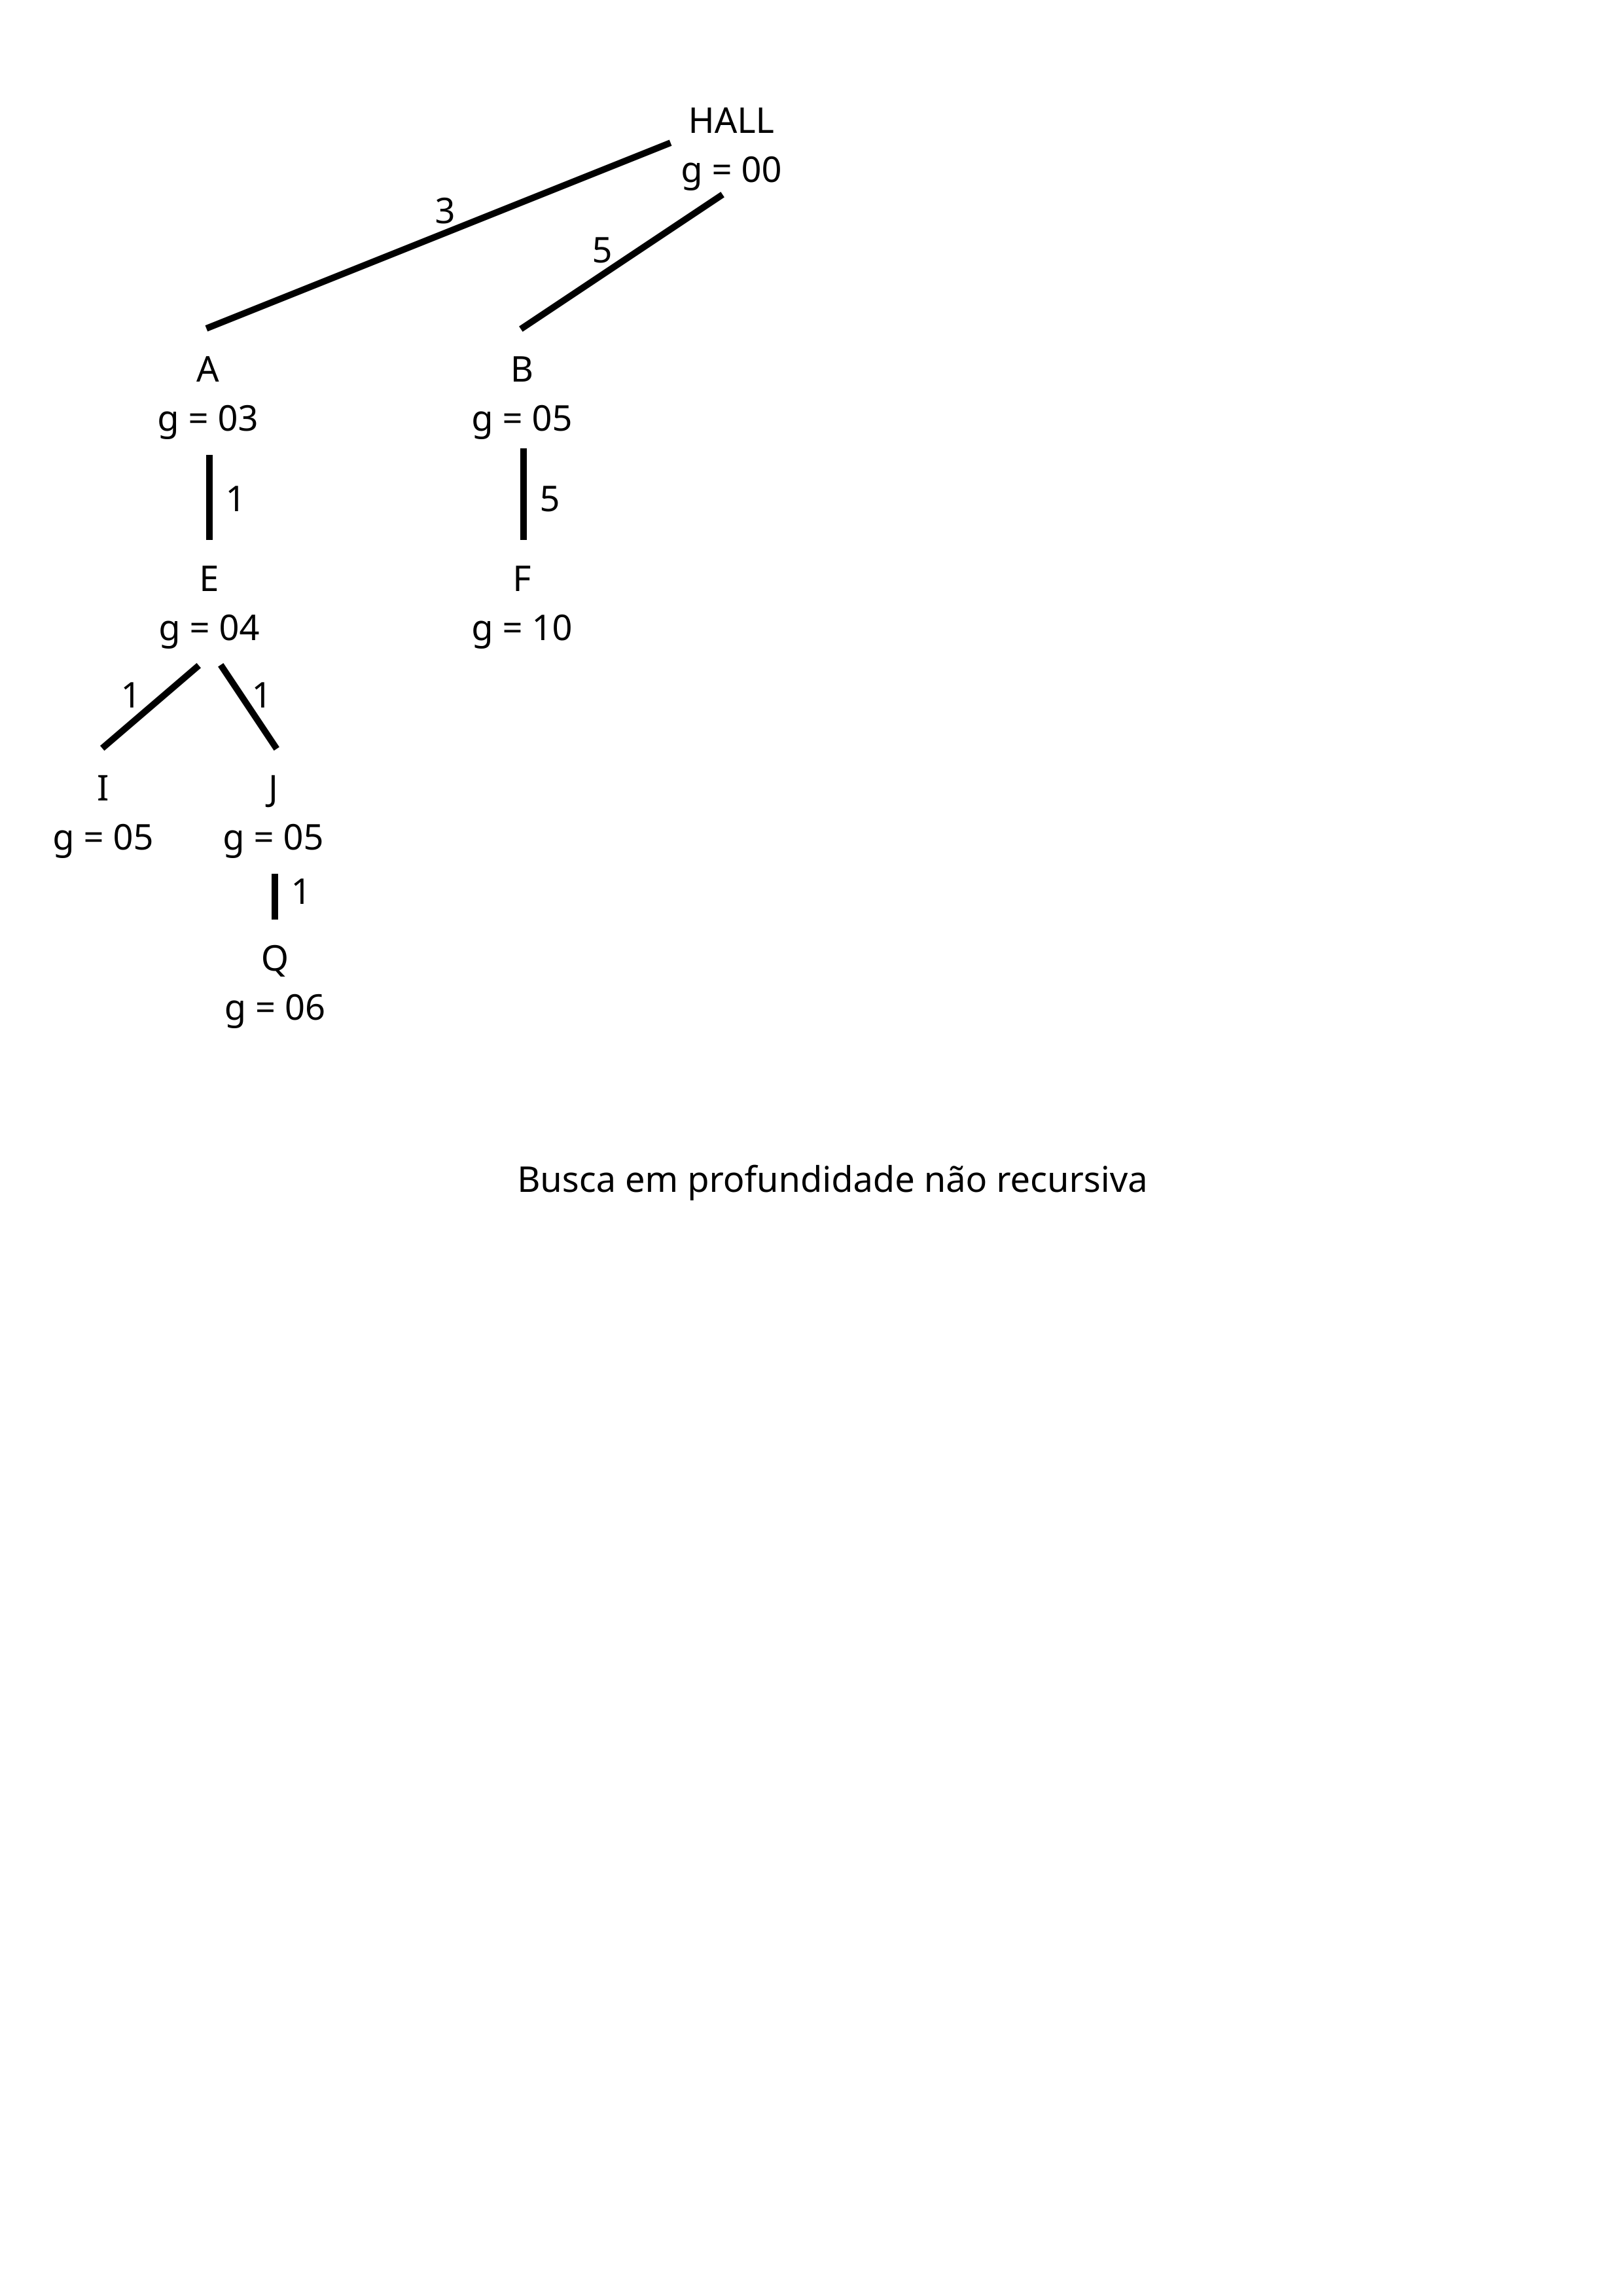 HALL
g = 00
3
5
A
B
g = 03
g = 05
1
5
E
F
g = 04
g = 10
1
1
I
J
g = 05
g = 05
1
Q
g = 06
Busca em profundidade não recursiva